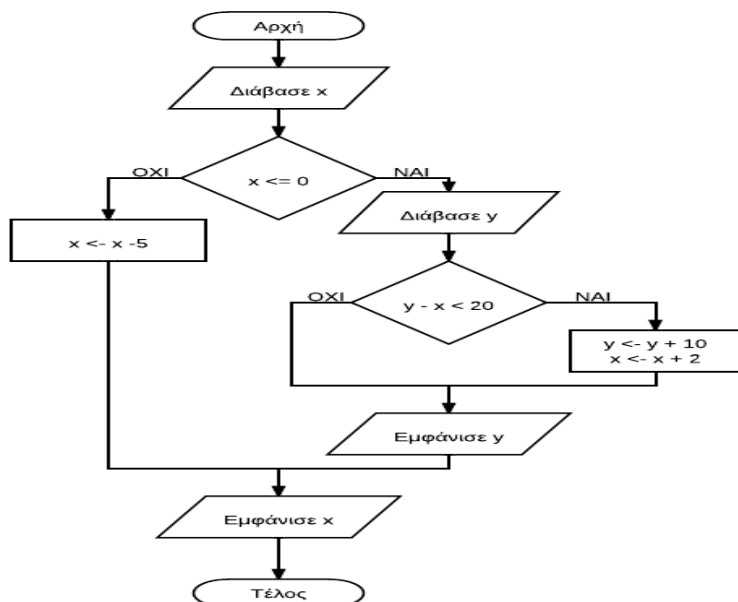 Αρχή
Διάβασε x
ΟΧΙ
x <= 0
ΝΑΙ
Διάβασε y
x <- x -5
ΟΧΙ
y - x < 20
ΝΑΙ
y <- y + 10
x <- x + 2
Εμφάνισε y
Εμφάνισε x
Τέλος